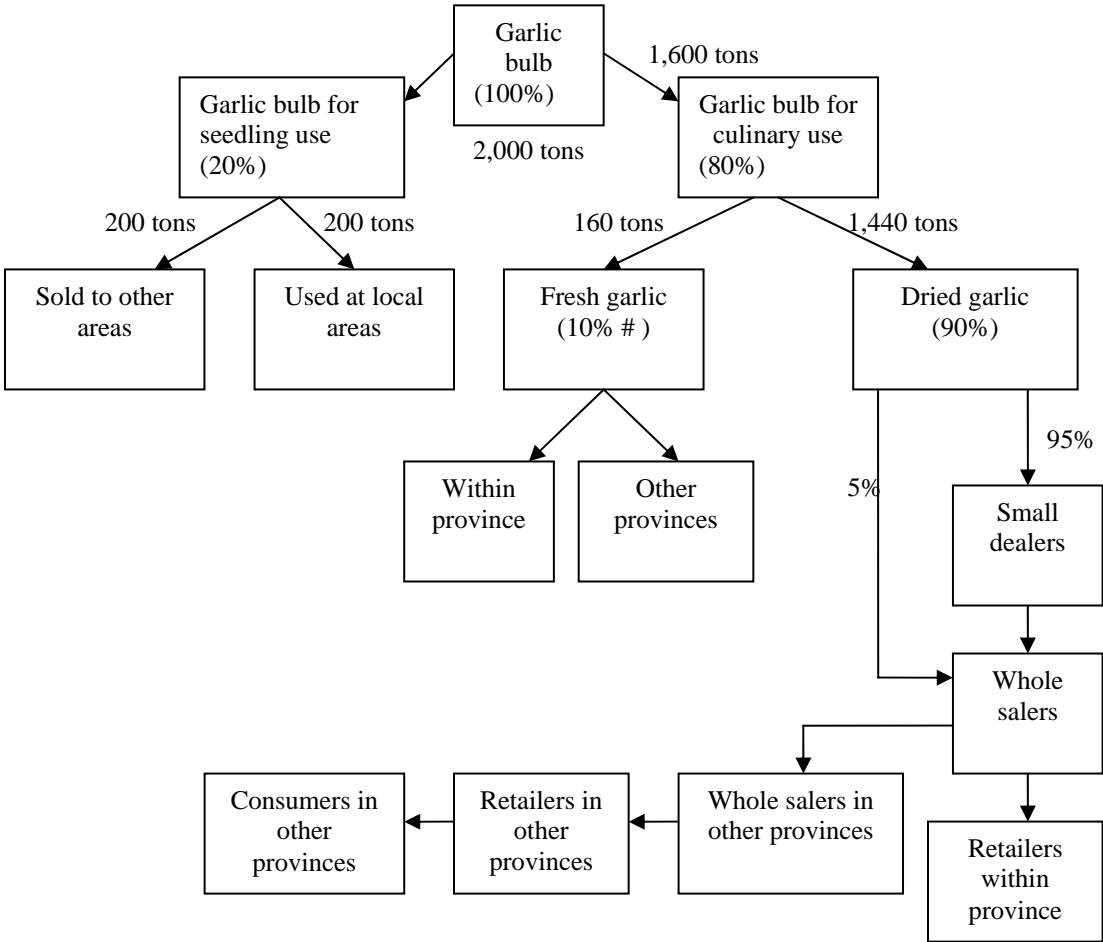 Garlic
bulb
(100%)
1,600 tons
2,000 tons
Garlic bulb for
seedling use
(20%)
Garlic bulb for
culinary use
(80%)
200 tons
200 tons
160 tons
1,440 tons
Sold to other
areas
Used at local
areas
Fresh garlic
(10% # )
Dried garlic
(90%)
95%
5%
Within
province
Other
provinces
Small
dealers
Whole
salers
Consumers in
other
provinces
Retailers in
other
provinces
Whole salers in
other provinces
Retailers
within
province